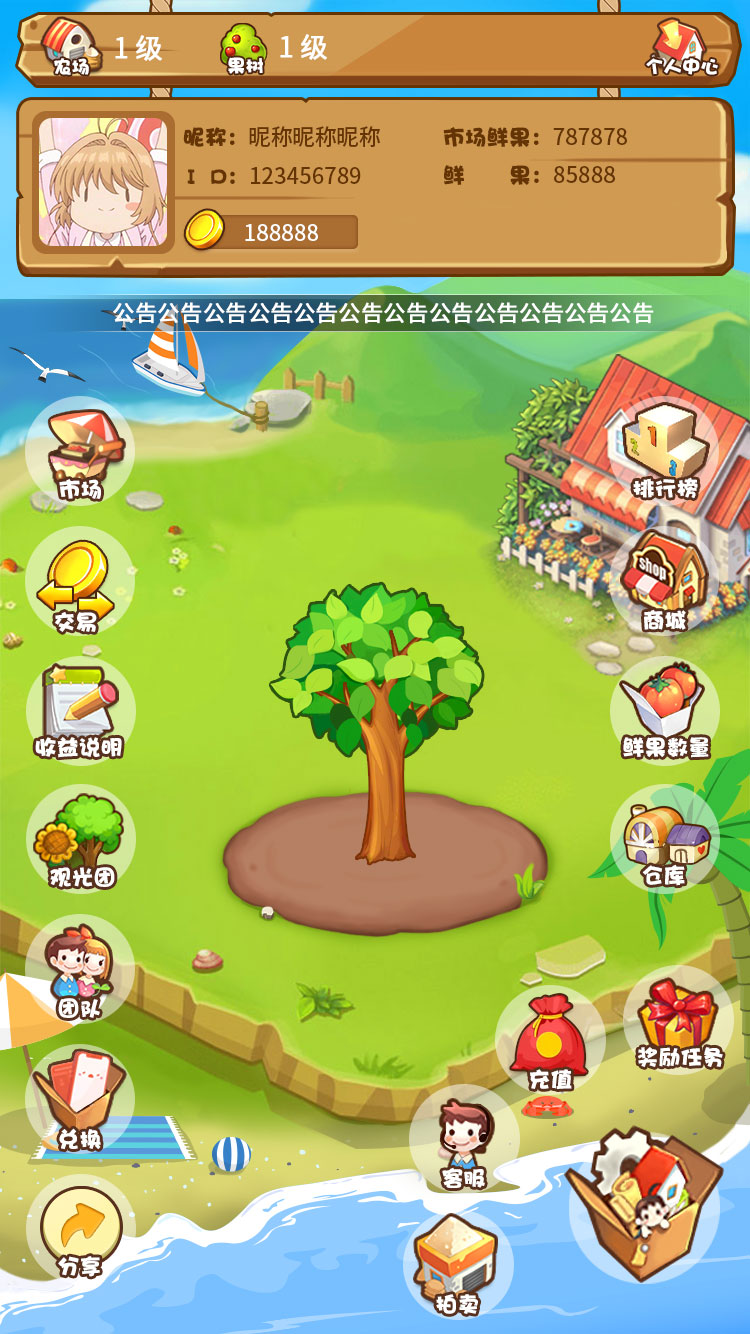 农场 1级 果树 1级 个人中心
昵称：昵称昵称昵称 市场鲜果：787878
ID：123456789 鲜 果：85888
188888
公告公告公告公告公告公告公告公告公告公告公告公告
市场
1
2
3
排行榜
交易
shop
商城
收益说明
鲜果数量
观光团
仓库
团队
奖励任务
充值
兑换
客服
分享
拍卖